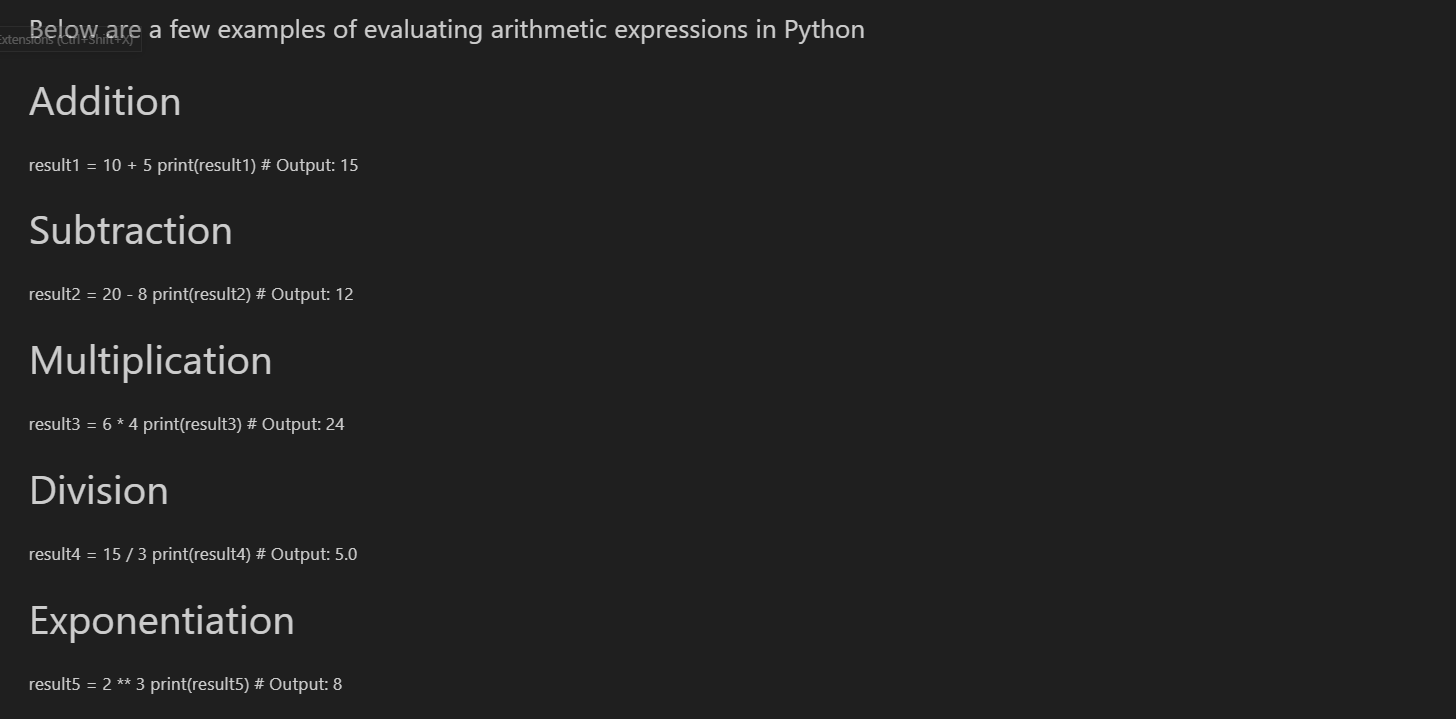 Below are a few examples of evaluating arithmetic expressions in Python
Extensions (Ctrl+Shift+X)
Addition
result1 = 10 + 5 print(result1) # Output: 15
Subtraction
result2 = 20 - 8 print(result2) # Output: 12
Multiplication
result3 = 6 * 4 print(result3) # Output: 24
Division
result4 = 15 / 3 print(result4) # Output: 5.0
Exponentiation
result5 = 2 ** 3 print(result5) # Output: 8